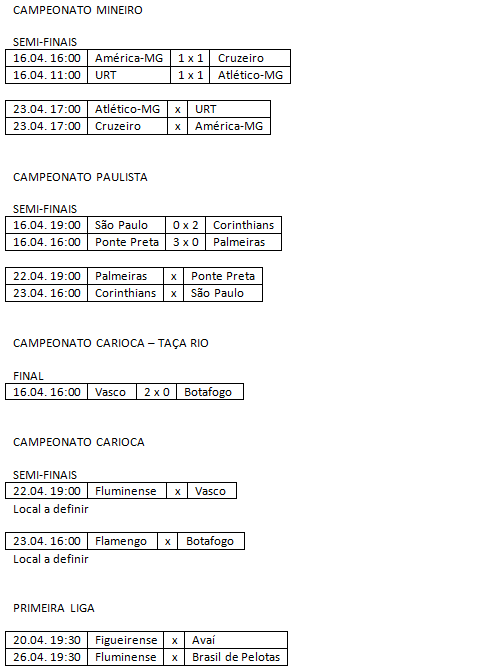 CAMPEONATO MINEIRO
SEMI-FINAIS
16.04. 16:00 América-MG 1 x 1 Cruzeiro
16.04. 11:00 URT 1 x 1 Atlético-MG
23.04. 17:00 Atlético-MG x URT
23.04. 17:00 Cruzeiro x América-MG
CAMPEONATO PAULISTA
SEMI-FINAIS
16.04. 19:00 São Paulo 0 x 2 Corinthians
16.04. 16:00 Ponte Preta 3 x 0 Palmeiras
22.04. 19:00 Palmeiras x Ponte Preta
23.04. 16:00 Corinthians x São Paulo
CAMPEONATO CARIOCA – TAÇA RIO
FINAL
16.04. 16:00 Vasco 2 x 0 Botafogo
CAMPEONATO CARIOCA
SEMI-FINAIS
22.04. 19:00 Fluminense x Vasco
Local a definir
23.04. 16:00 Flamengo x Botafogo
Local a definir
PRIMEIRA LIGA
20.04. 19:30 Figueirense x Avaí
26.04. 19:30 Fluminense x Brasil de Pelotas